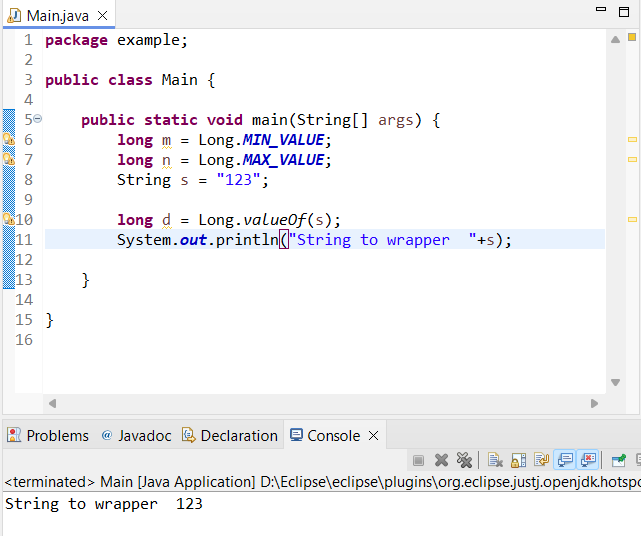 Main.java
1 package example;
2
3 public class Main {
4
5 public static void main(String[] args) {
6 long m = Long.MIN_VALUE;
7 long n = Long.MAX_VALUE;
8 String s = "123";
9
10 long d = Long.valueOf(s);
11 System.out.println("String to wrapper  "+s);
12
13 }
14
15 }
16
Problems @ Javadoc Declaration Console
<terminated> Main [Java Application] D:\Eclipse\eclipse\plugins\org.eclipse.justj.openjdk.hotspo
String to wrapper  123